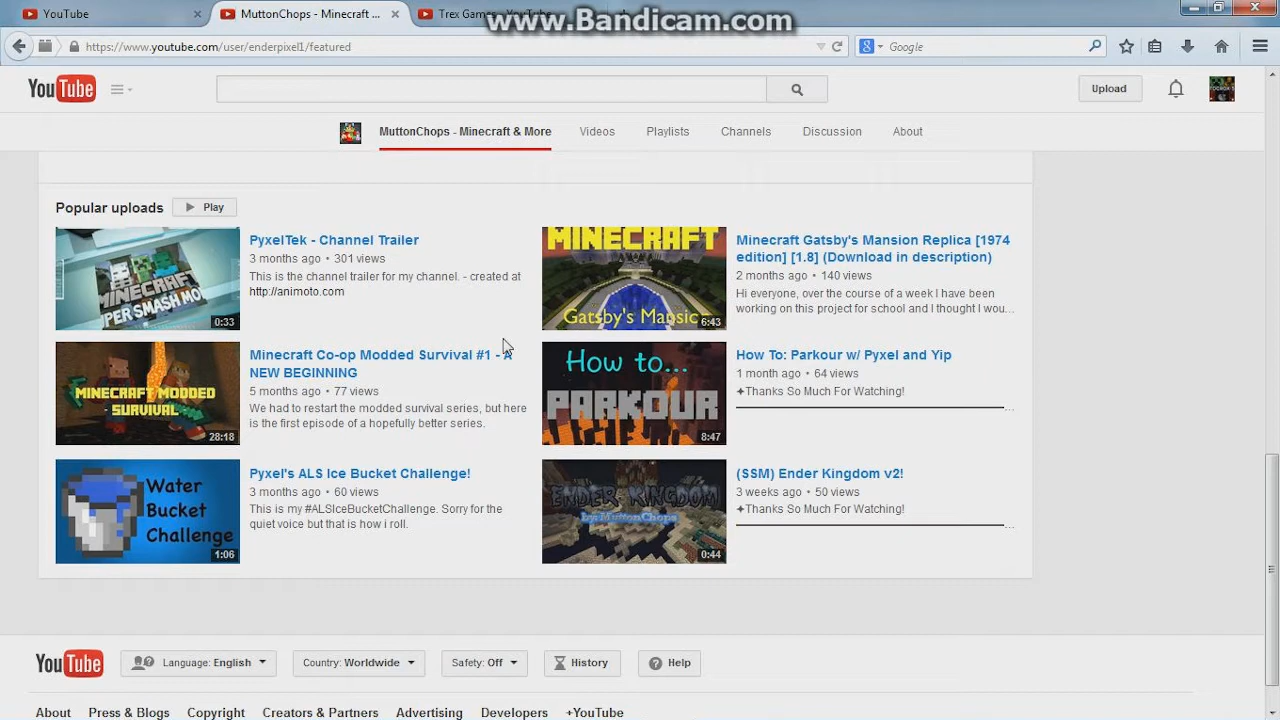 www.Bandicam.com
YouTube
MuttonChops - Minecraft ...
Trex Games - YouTube
https://www.youtube.com/user/enderpixel1/featured
Google
YouTube
Upload
MuttonChops - Minecraft & More
Videos
Playlists
Channels
Discussion
About
Popular uploads
Play
PyxelTek - Channel Trailer
3 months ago · 301 views
This is the channel trailer for my channel. - created at
http://animoto.com
MINECRAFT
0:33
MINECRAFT
Gatsby's Mansic
6:43
Minecraft Gatsby's Mansion Replica [1974
edition] [1.8] (Download in description)
2 months ago · 140 views
Hi everyone, over the course of a week I have been
working on this project for school and I thought I wou...
MINECRAFT MODDED
- SURVIVAL -
28:18
Minecraft Co-op Modded Survival #1 - A
NEW BEGINNING
5 months ago · 77 views
We had to restart the modded survival series, but here
is the first episode of a hopefully better series.
How to...
PARKOUR
8:47
How To: Parkour w/ Pyxel and Yip
1 month ago · 64 views
✦Thanks So Much For Watching!
...
Water
Bucket
Challenge
1:06
Pyxel's ALS Ice Bucket Challenge!
3 months ago · 60 views
This is my #ALSIceBucketChallenge. Sorry for the
quiet voice but that is how i roll.
ENDER KINGDOM
by:MuttonChops
0:44
(SSM) Ender Kingdom v2!
3 weeks ago · 50 views
✦Thanks So Much For Watching!
...
YouTube
Language: English
Country: Worldwide
Safety: Off
History
Help
About
Press & Blogs
Copyright
Creators & Partners
Advertising
Developers
+YouTube